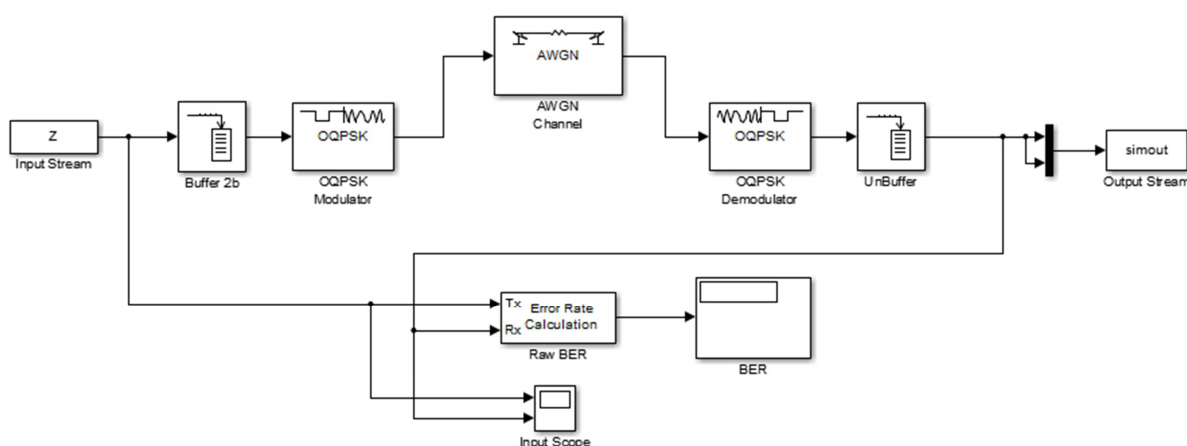 AWGN
AWGN
Channel
Z
Input Stream
Buffer 2b
OQPSK
OQPSK
Modulator
OQPSK
OQPSK
Demodulator
UnBuffer
simout
Output Stream
Tx
Rx
Error Rate
Calculation
Raw BER
BER
Input Scope